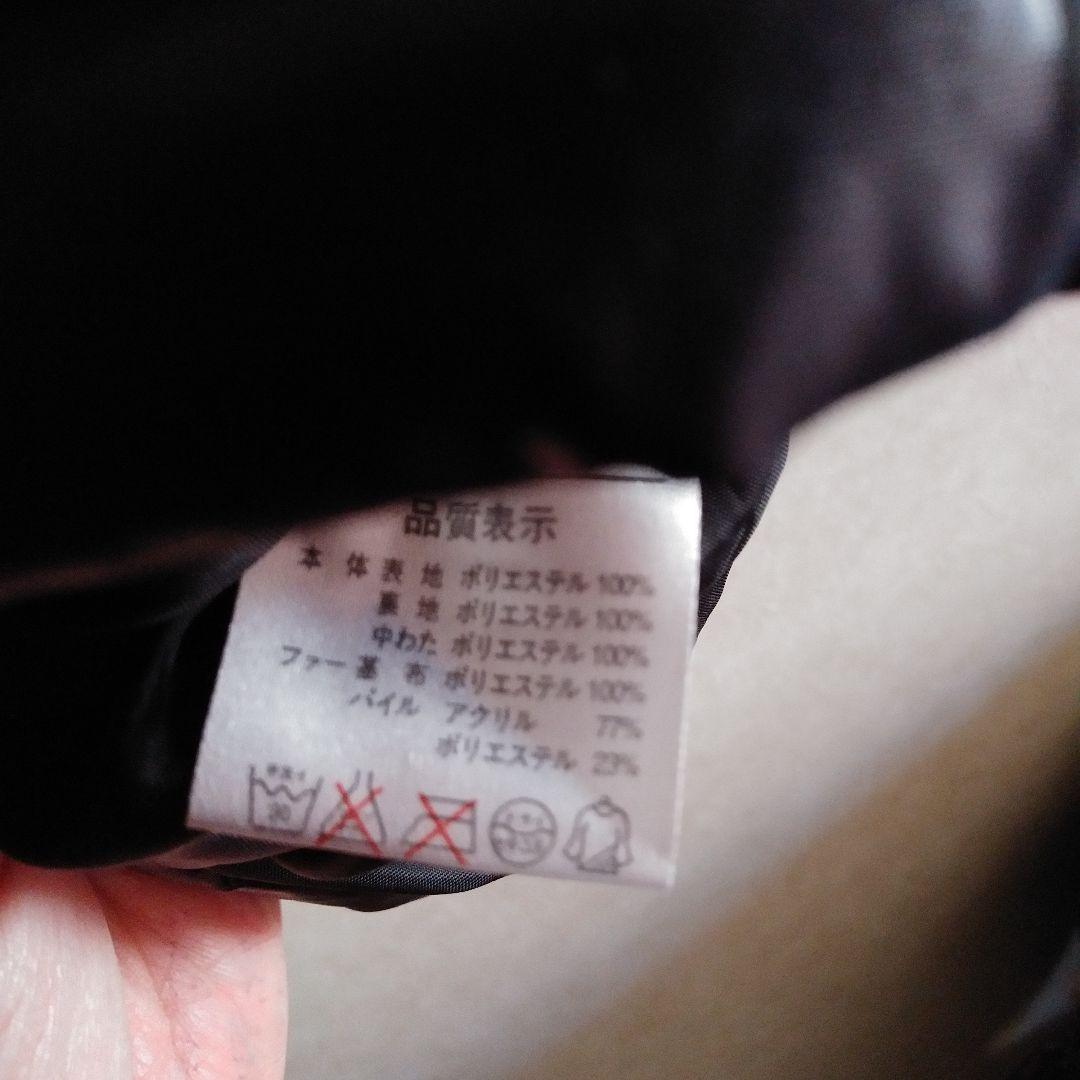 品質表示
本体表地 ポリエステル 100%
裏地 ポリエステル 100%
中わた ポリエステル 100%
ファー基布 ポリエステル 100%
パイル アクリル 77%
ポリエステル 23%
30